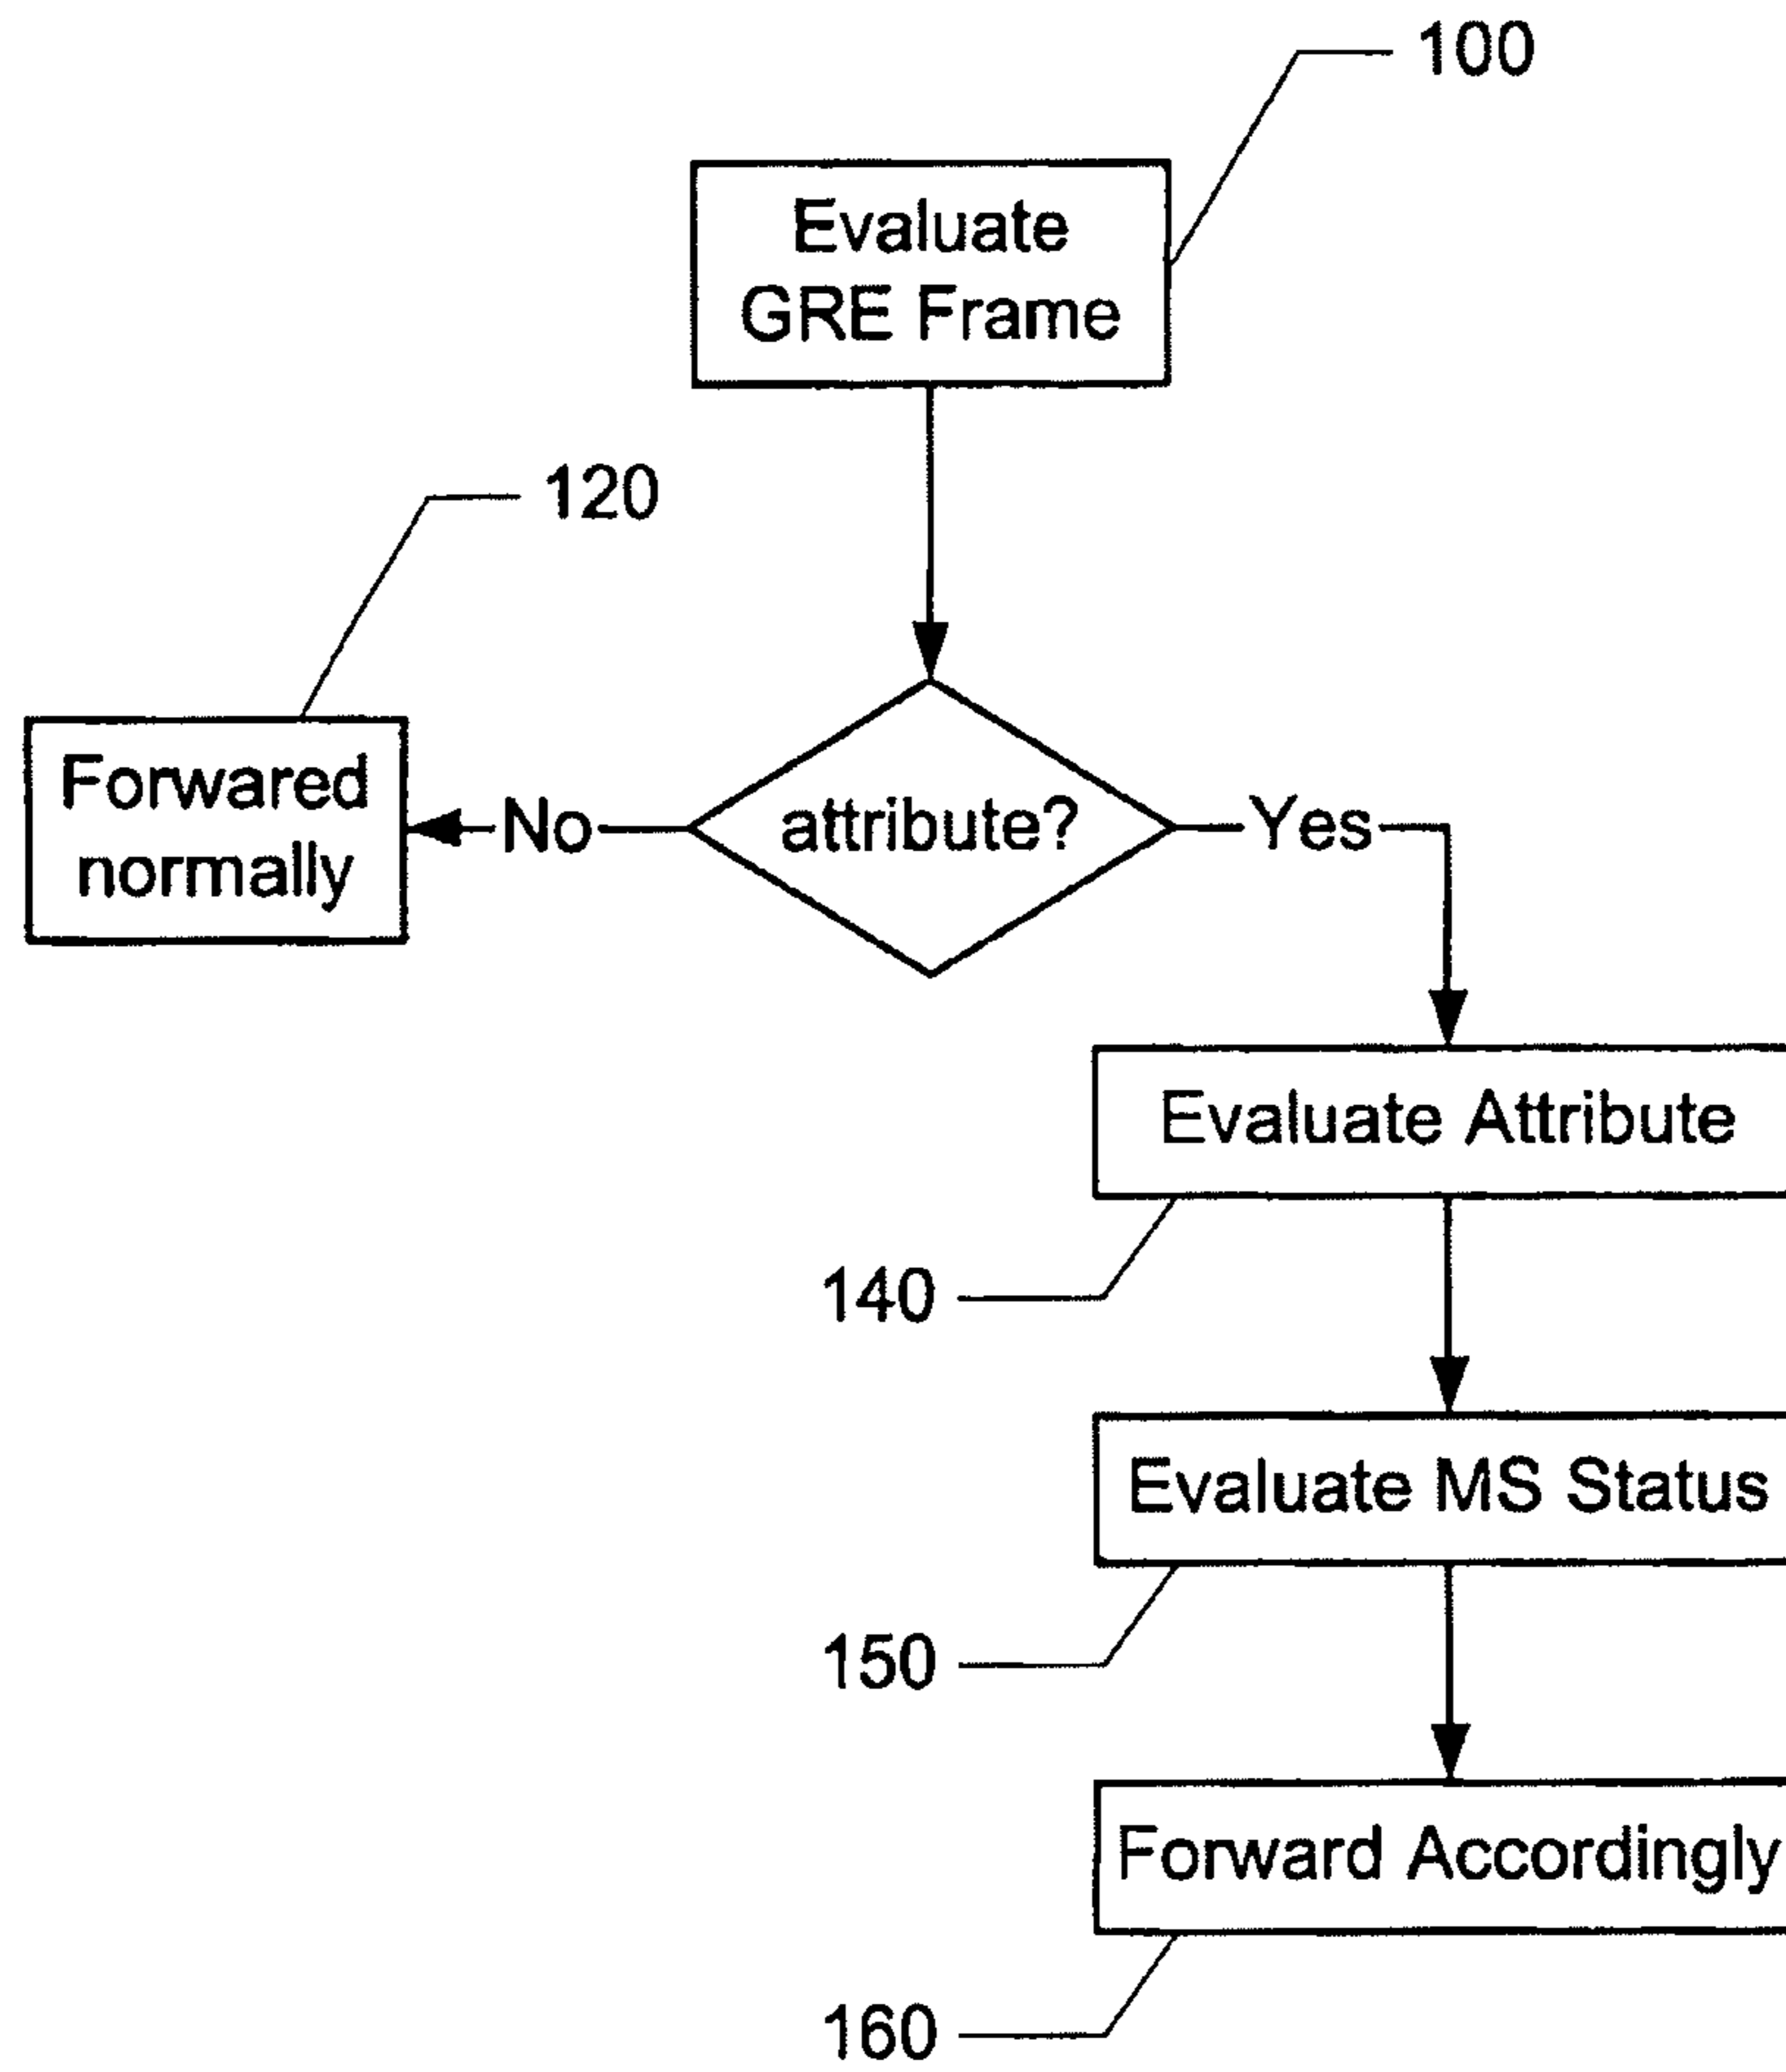 100
Evaluate
GRE Frame
120
Forwared
normally
No
attribute?
Yes
Evaluate Attribute
140
Evaluate MS Status
150
Forward Accordingly
160